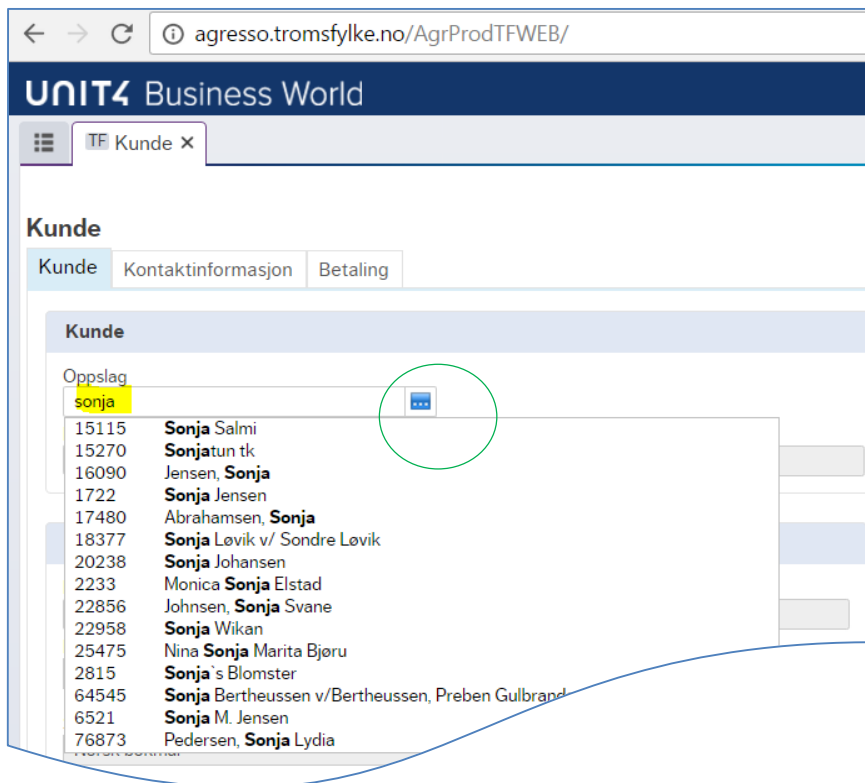 agresso.tromsfylke.no/AgrProdTFWEB/
UNIT4 Business World
TF Kunde ×
Kunde
Kunde Kontaktinformasjon Betaling
Kunde
Oppslag
sonja
15115 Sonja Salmi
15270 Sonjatun tk
16090 Jensen, Sonja
1722 Sonja Jensen
17480 Abrahamsen, Sonja
18377 Sonja Løvik v/ Sondre Løvik
20238 Sonja Johansen
2233 Monica Sonja Elstad
22856 Johnsen, Sonja Svane
22958 Sonja Wikan
25475 Nina Sonja Marita Bjøru
2815 Sonja`s Blomster
64545 Sonja Bertheussen v/Bertheussen, Preben
6521 Sonja M. Jensen
76873 Pedersen, Sonja Lydia